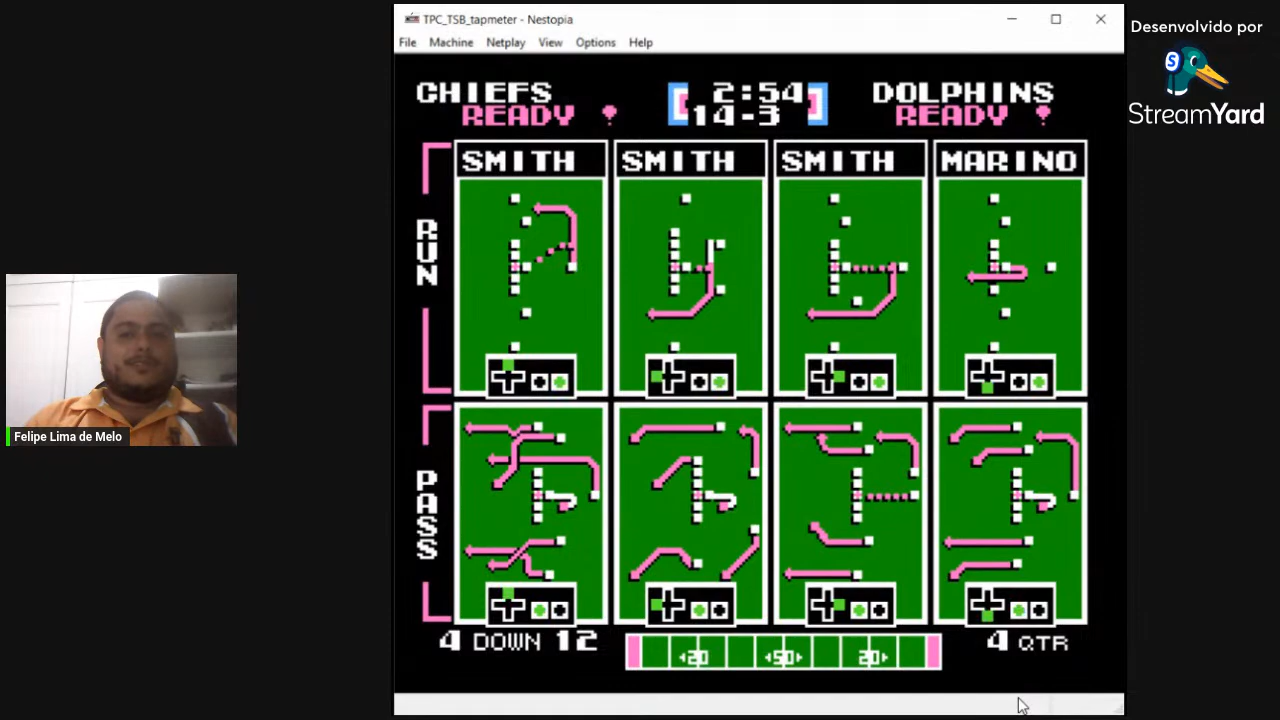 TPC_TSB_tapmeter - Nestopia
File Machine Netplay View Options Help
Desenvolvido por
StreamYard
CHIEFS 2:54 DOLPHINS
READY 14-3 READY
SMITH SMITH SMITH MARINO
RUN
PASS
Felipe Lima de Melo
4 DOWN 12 20 50 20 4 QTR